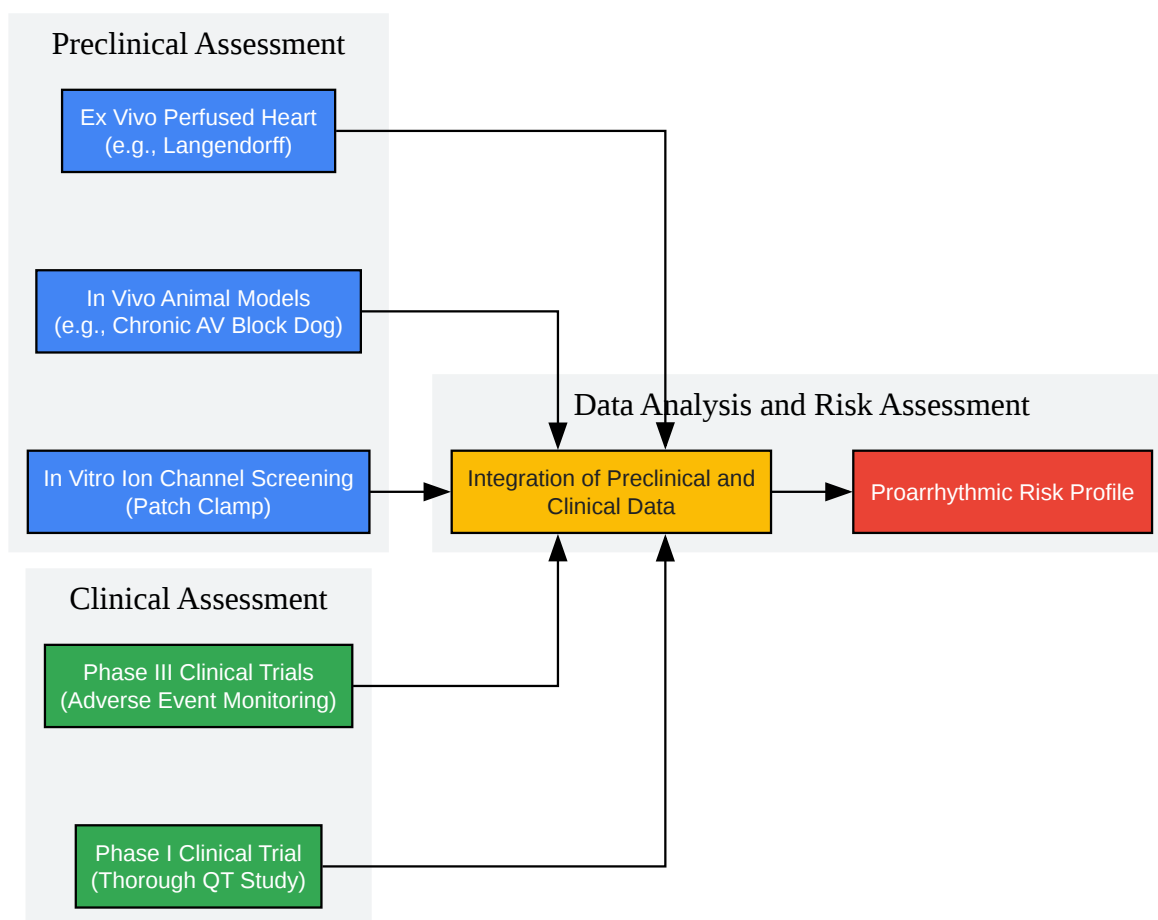 Preclinical Assessment
Ex Vivo Perfused Heart
(e.g., Langendorff)
In Vivo Animal Models
(e.g., Chronic AV Block Dog)
In Vitro Ion Channel Screening
(Patch Clamp)
Data Analysis and Risk Assessment
Integration of Preclinical and
Clinical Data
Proarrhythmic Risk Profile
Clinical Assessment
Phase III Clinical Trials
(Adverse Event Monitoring)
Phase I Clinical Trial
(Thorough QT Study)